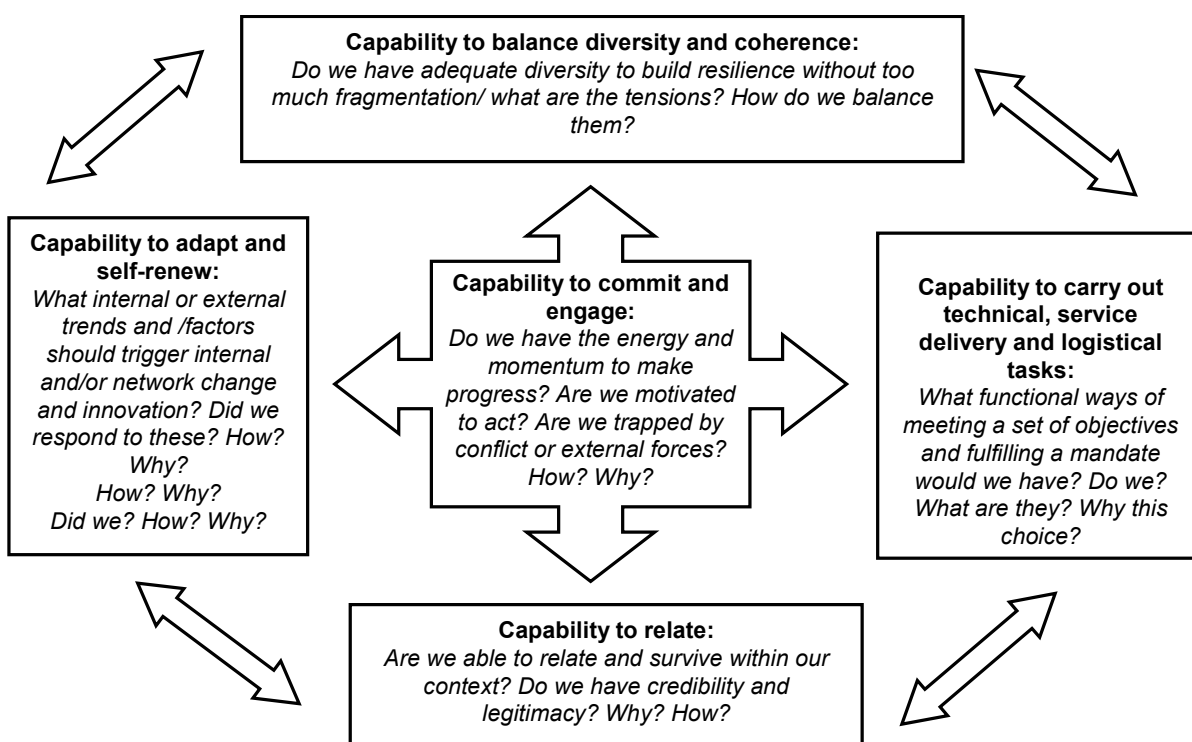 Capability to balance diversity and coherence:
Do we have adequate diversity to build resilience without too
much fragmentation/ what are the tensions? How do we balance
them?
Capability to adapt and
self-renew:
What internal or external
trends and /factors
should trigger internal
and/or network change
and innovation? Did we
respond to these? How?
Why?
How? Why?
Did we? How? Why?
Capability to commit and
engage:
Do we have the energy and
momentum to make
progress? Are we motivated
to act? Are we trapped by
conflict or external forces?
How? Why?
Capability to carry out
technical, service
delivery and logistical
tasks:
What functional ways of
meeting a set of objectives
and fulfilling a mandate
would we have? Do we?
What are they? Why this
choice?
Capability to relate:
Are we able to relate and survive within our
context? Do we have credibility and
legitimacy? Why? How?